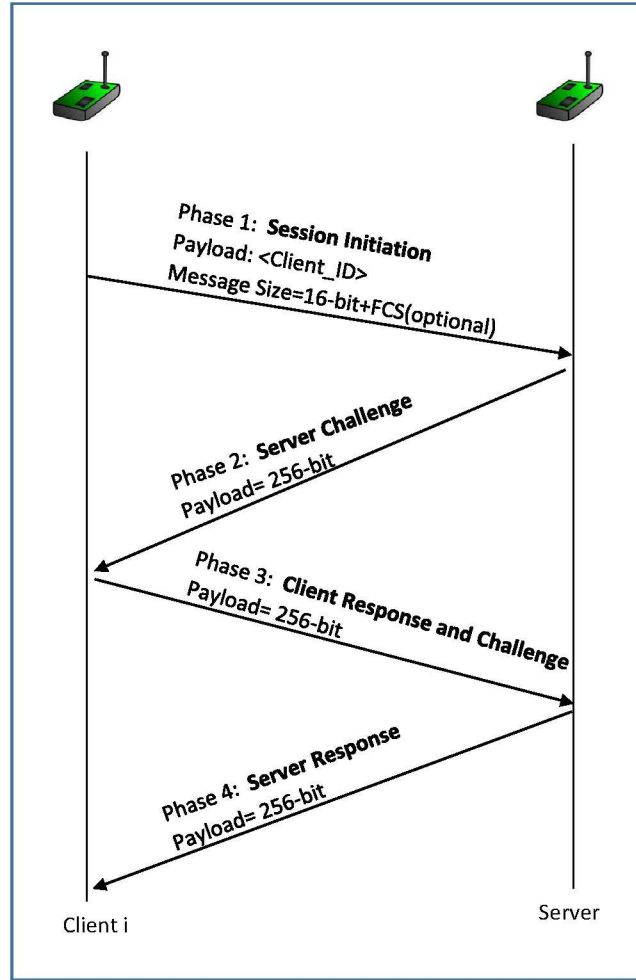 Phase 1: Session Initiation
Payload: <Client_ID>
Message Size=16-bit+FCS(optional)
Phase 2: Server Challenge
Payload= 256-bit
Phase 3: Client Response and Challenge
Payload= 256-bit
Phase 4: Server Response
Payload= 256-bit
Client i
Server